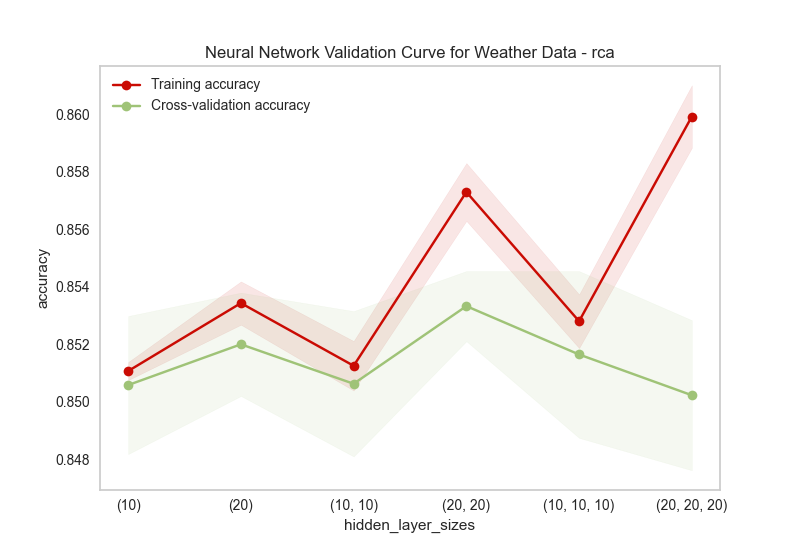 Neural Network Validation Curve for Weather Data - rca
Training accuracy
Cross-validation accuracy
accuracy
0.860
0.858
0.856
0.854
0.852
0.850
0.848
(10)
(20)
(10, 10)
(20, 20)
(10, 10, 10)
(20, 20, 20)
hidden_layer_sizes